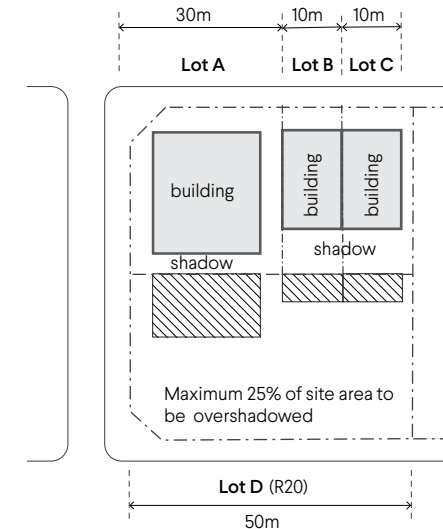 30m 10m 10m
Lot A Lot B Lot C
building building building
shadow
shadow
Maximum 25% of site area to
be overshadowed
Lot D (R20)
50m